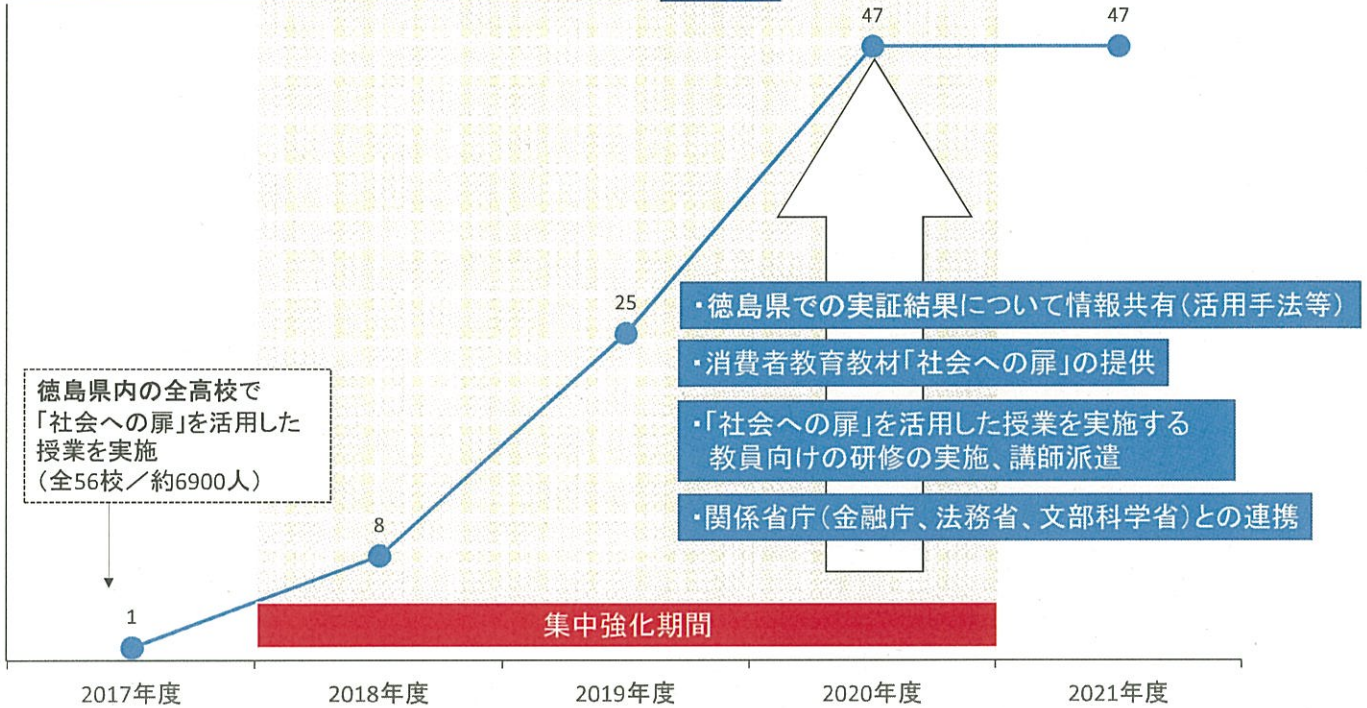 47
47
25
・徳島県での実証結果について情報共有(活用手法等)
・消費者教育教材「社会への扉」の提供
・「社会への扉」を活用した授業を実施する
教員向けの研修の実施、講師派遣
・関係省庁(金融庁、法務省、文部科学省)との連携
徳島県内の全高校で
「社会への扉」を活用した
授業を実施
(全56校／約6900人)
8
1
集中強化期間
2017年度
2018年度
2019年度
2020年度
2021年度